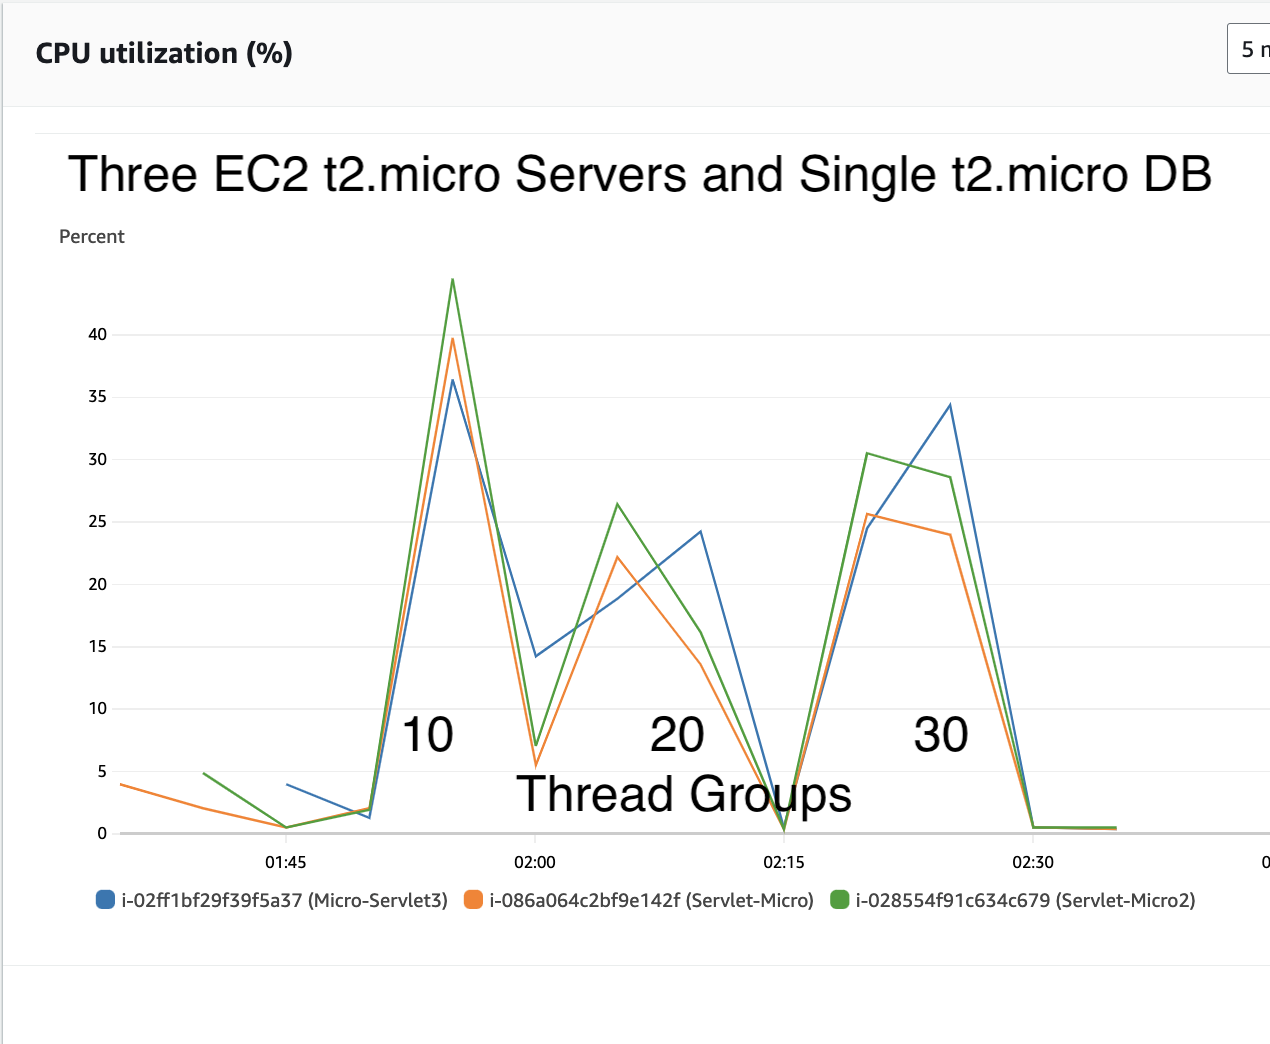 CPU utilization (%)
5
Three EC2 t2.micro Servers and Single t2.micro DB
Percent
40
35
30
25
20
15
10
5
0
10 20 30
Thread Groups
01:45 02:00 02:15 02:30
i-02ff1bf29f39f5a37 (Micro-Servlet3) i-086a064c2bf9e142f (Servlet-Micro) i-028554f91c634c679 (Servlet-Micro2)